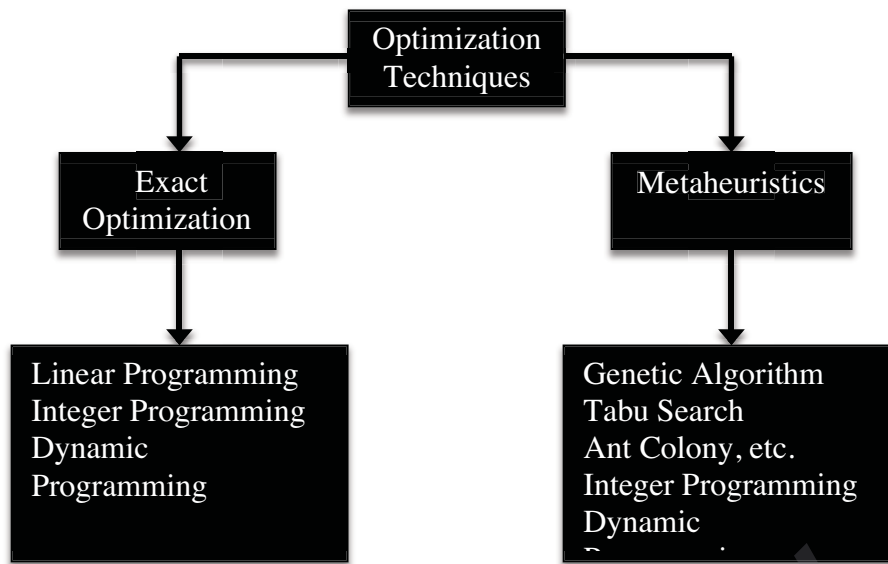 Optimization
Techniques
Exact
Optimization
Metaheuristics
Linear Programming
Integer Programming
Dynamic
Programming
Genetic Algorithm
Tabu Search
Ant Colony, etc.
Integer Programming
Dynamic